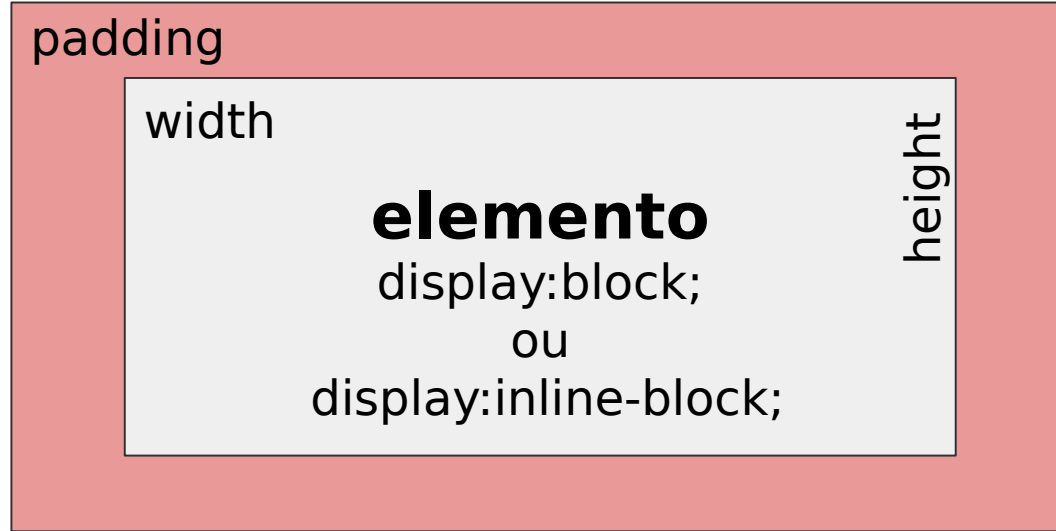 padding
width
height
elemento
display:block;
ou
display:inline-block;